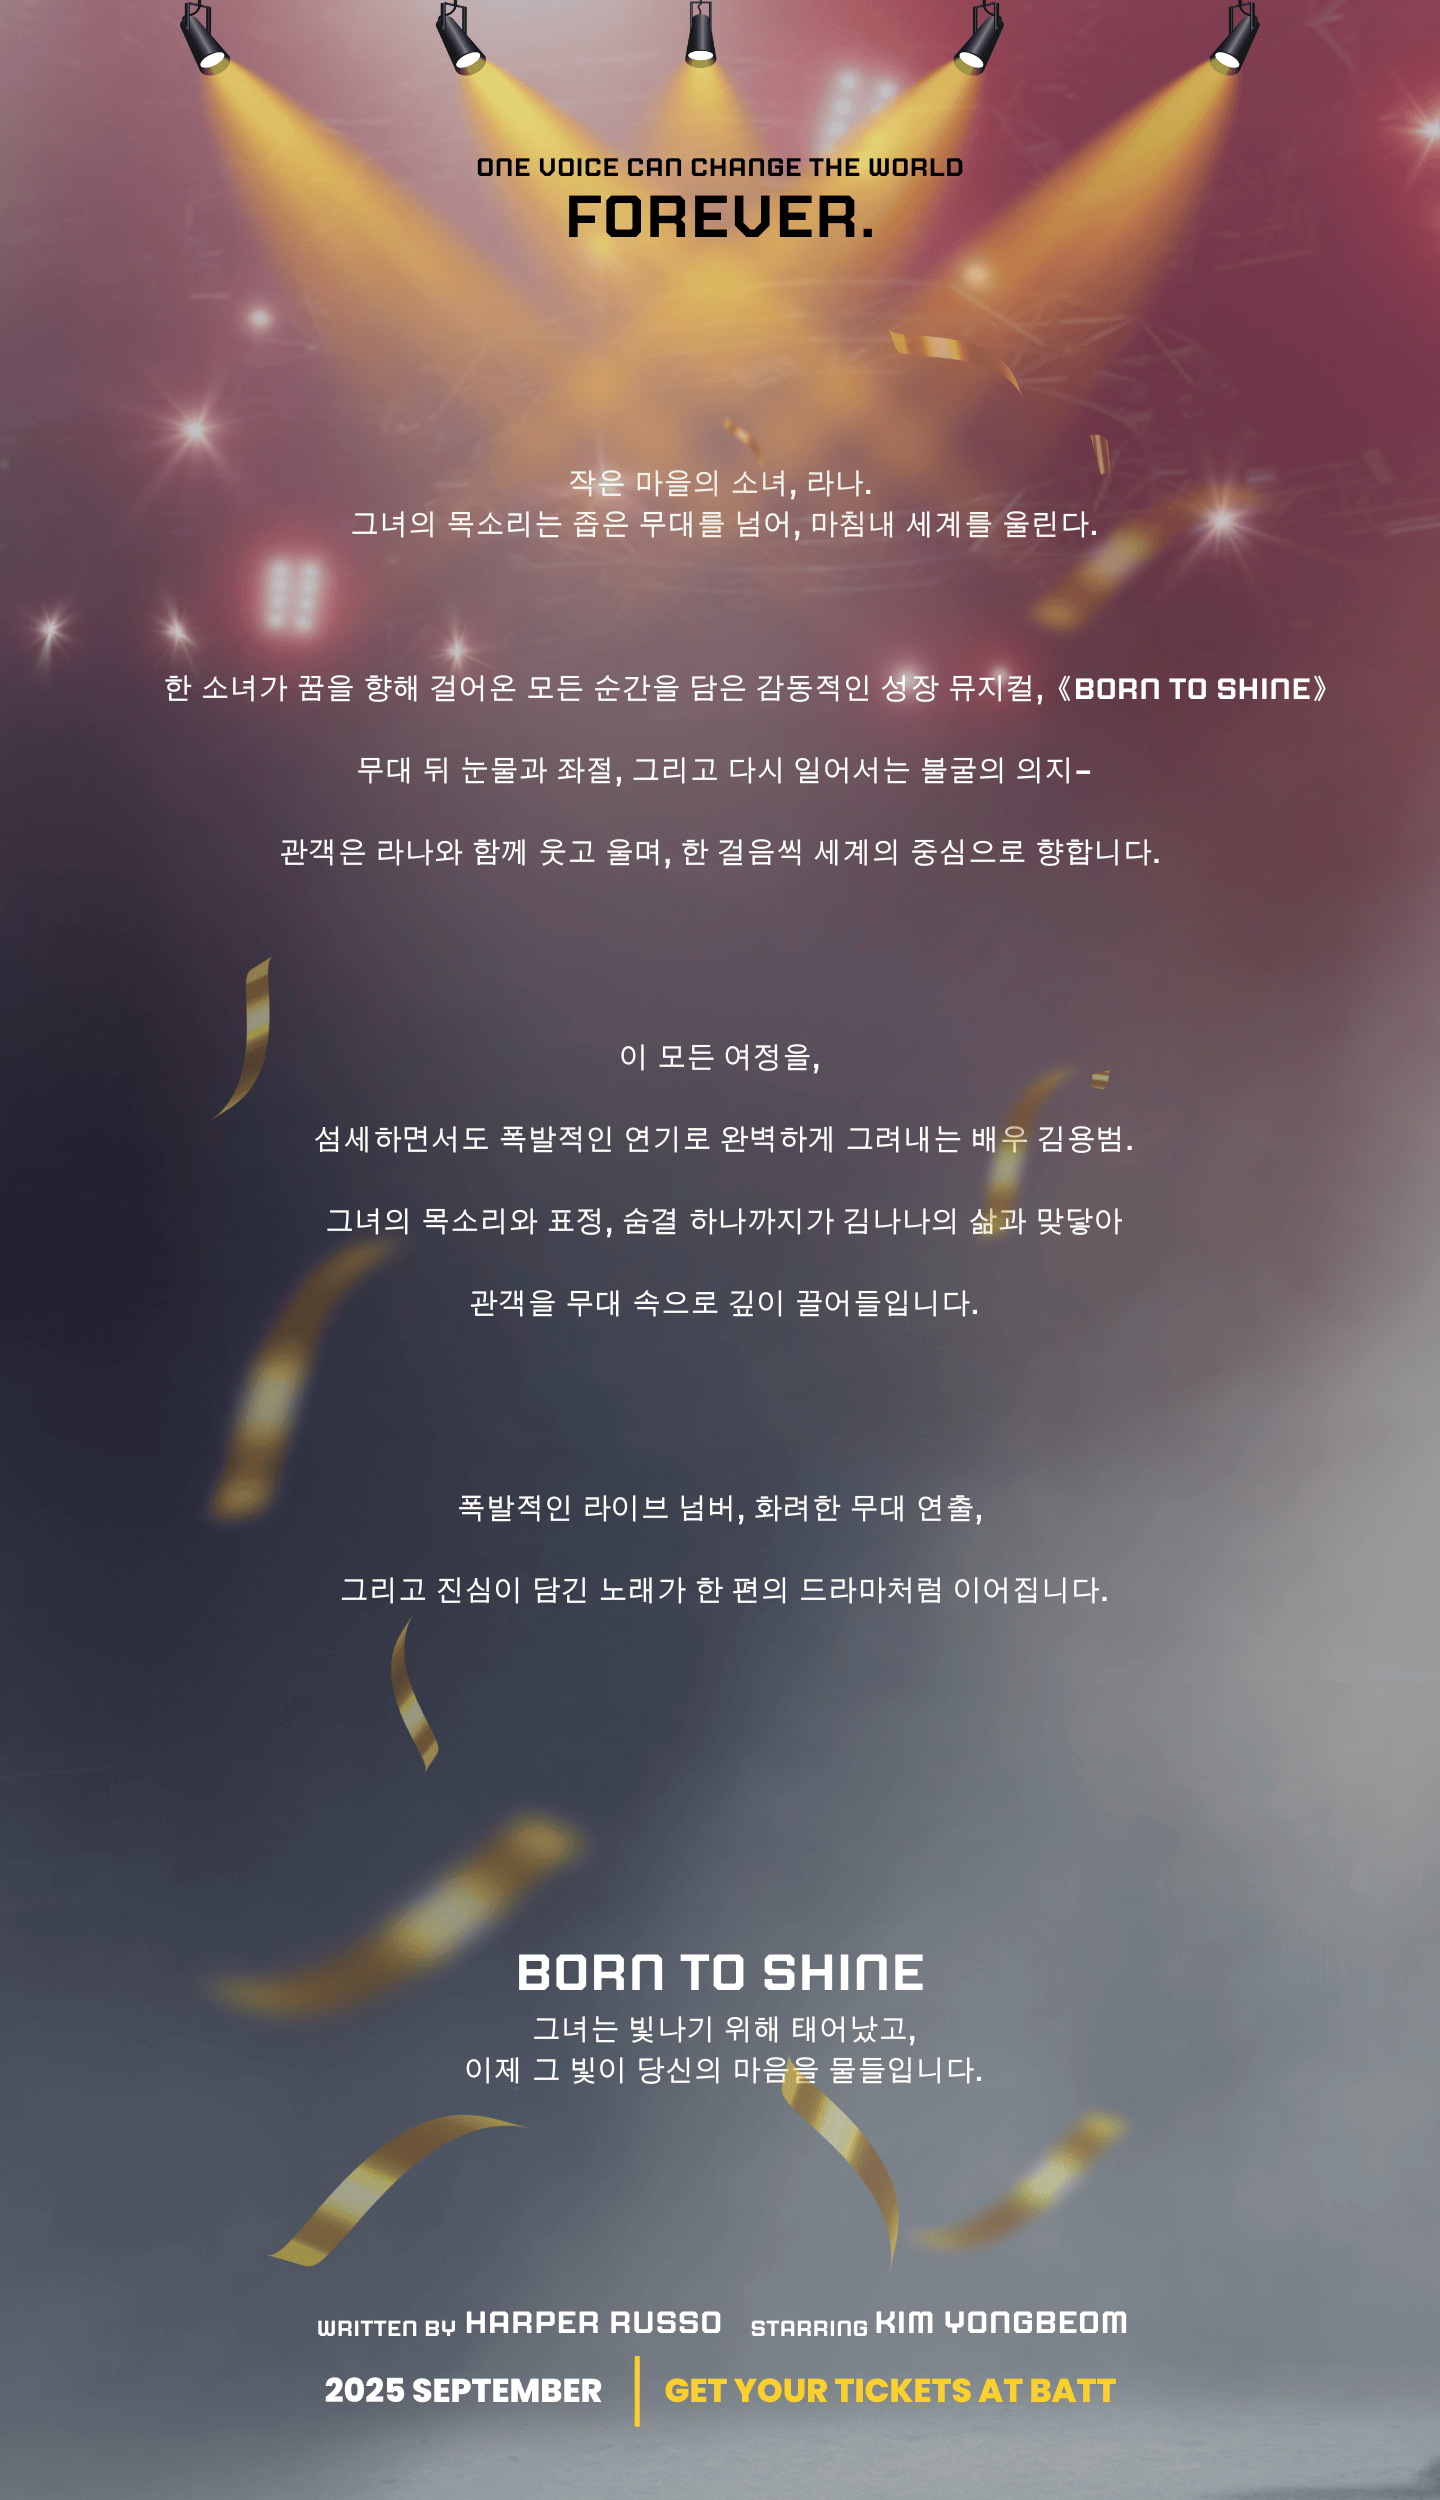 ONE VOICE CAN CHANGE THE WORLD
FOREVER.
작은 마을의 소녀, 라나.
그녀의 목소리는 좁은 무대를 넘어, 마침내 세계를 울린다.
한 소녀가 꿈을 향해 걸어온 모든 순간을 담은 감동적인 성장 뮤지컬,《BORN TO SHINE》
무대 뒤 눈물과 좌절, 그리고 다시 일어서는 불굴의 의지–
관객은 라나와 함께 웃고 울며, 한 걸음씩 세계의 중심으로 향합니다.
이 모든 여정을,
섬세하면서도 폭발적인 연기로 완벽하게 그려내는 배우 김용범.
그녀의 목소리와 표정, 숨결 하나까지가 김나나의 삶과 맞닿아
관객을 무대 속으로 깊이 끌어들입니다.
폭발적인 라이브 넘버, 화려한 무대 연출,
그리고 진심이 담긴 노래가 한 편의 드라마처럼 이어집니다.
BORN TO SHINE
그녀는 빛나기 위해 태어났고,
이제 그 빛이 당신의 마음을 물들입니다.
WRITTEN BY HARPER RUSSO STARRING KIM YONGBEOM
2025 SEPTEMBER | GET YOUR TICKETS AT BATT